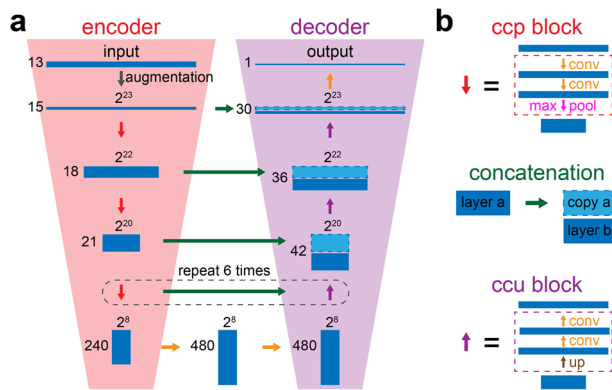 a
encoder
decoder
input
output
13
1
augmentation
2^23
2^23
15
30
2^22
2^22
18
36
2^20
2^20
21
42
repeat 6 times
2^8
2^8
2^8
240
480
480
b
ccp block
conv
=
conv
max pool
concatenation
layer a
copy a
layer b
ccu block
conv
=
conv
up